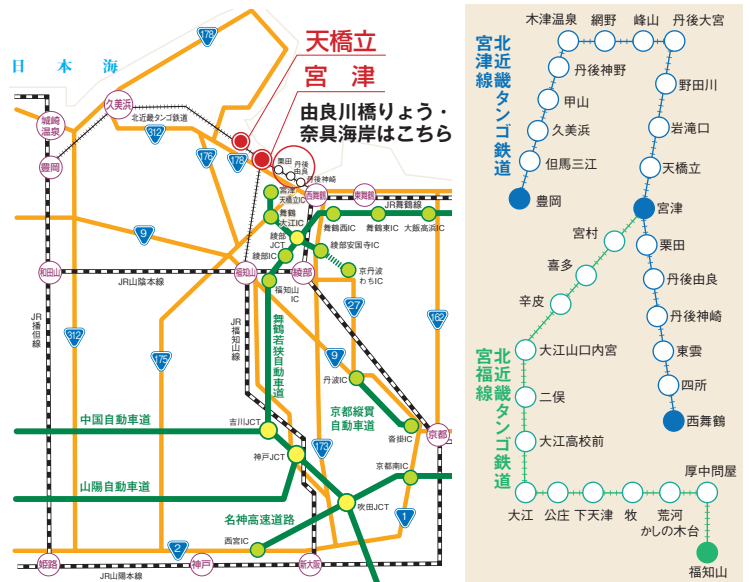 178
天橋立
宮 津
日 本 海
2
久美浜
北近畿タンゴ鉄道
由良川橋りょう・
奈具海岸はこちら
城崎
温泉
312
176
178
豊岡
栗田
丹後
由良
丹後神崎
宮津
天橋立IC
西舞鶴
東舞鶴
JR舞鶴線
舞鶴
大江IC
舞鶴西IC
舞鶴東IC
大飯高浜IC
9
綾部
JCT
綾部安国寺IC
綾部IC
京丹波
わちIC
和田山
JR山陰本線
福知山
綾部
福知山
IC
27
162
JR播但線
312
175
JR福知山線
舞鶴若狭自動車道
9
丹波IC
京都縦貫
自動車道
沓掛IC
京都
中国自動車道
吉川JCT
173
神戸JCT
京都南IC
山陽自動車道
名神高速道路
吹田JCT
1
西宮IC
2
姫路
神戸
新大阪
JR山陽本線
北近畿タンゴ鉄道
宮津線
木津温泉
網野
峰山
丹後大宮
丹後神野
野田川
甲山
久美浜
岩滝口
但馬三江
天橋立
豊岡
宮津
宮村
栗田
喜多
丹後由良
辛皮
丹後神崎
大江山口内宮
東雲
二俣
四所
北近畿タンゴ鉄道
宮福線
大江高校前
西舞鶴
大江
公庄
下天津
牧
荒河
かしの木台
厚中問屋
福知山